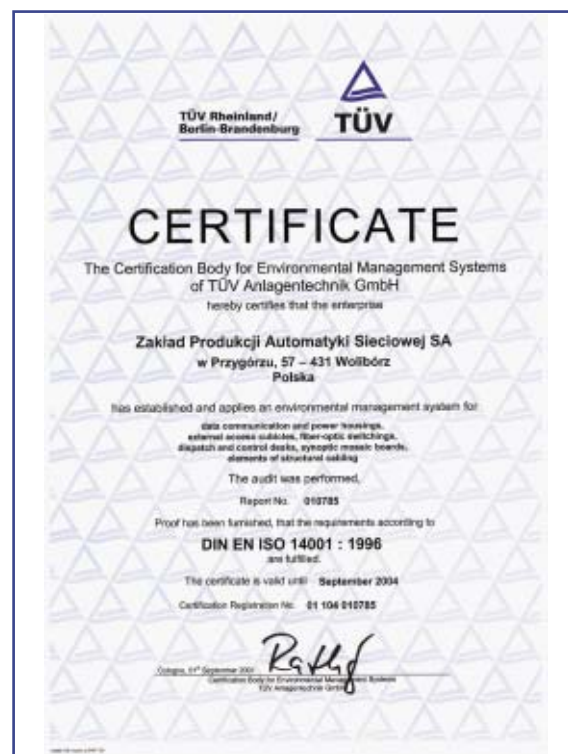 TÜV Rheinland/
Berlin-Brandenburg
TÜV
CERTIFICATE
The Certification Body for Environmental Management Systems
of TÜV Anlagentechnik GmbH
hereby certifies that the enterprise
Zakład Produkcji Automatyki Sieciowej SA
w Przygórzu, 57 – 431 Wolibórz
Polska
has established and applies an environmental management system for
data communication and power housings,
external access cubicles, fiber-optic switchings,
dispatch and control desks, synoptic mosaic boards,
elements of structural cabling
The audit was performed,
Report No. 010785
Proof has been furnished, that the requirements according to
DIN EN ISO 14001 : 1996
are fulfilled.
The certificate is valid until September 2004
Certification Registration No. 01 104 010785
Cologne, 01st September 2001
Certification Body for Environmental Management Systems
TÜV Anlagentechnik GmbH